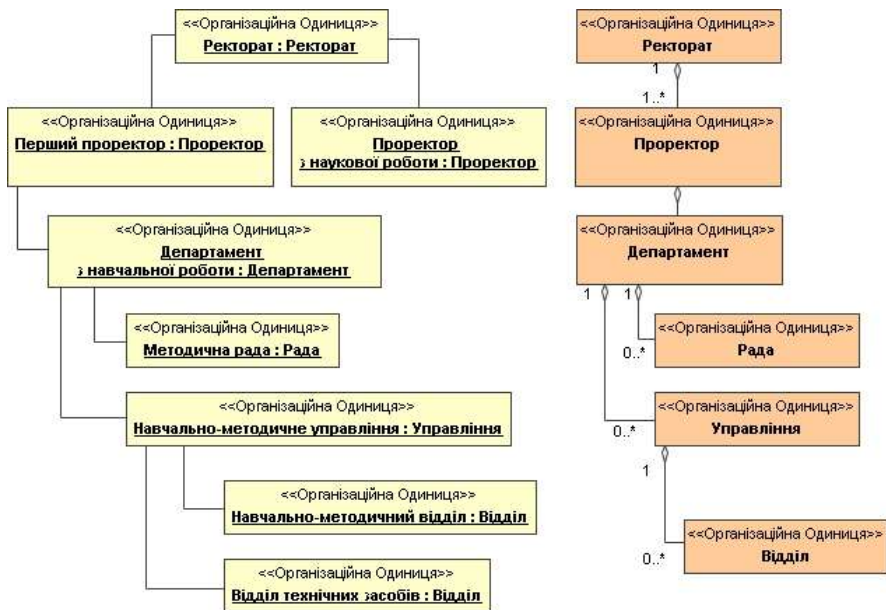 <<Організаційна Одиниця>>
Ректорат : Ректорат
<<Організаційна Одиниця>>
Перший проректор : Проректор
<<Організаційна Одиниця>>
Проректор
з наукової роботи : Проректор
<<Організаційна Одиниця>>
Департамент
з навчальної роботи : Департамент
<<Організаційна Одиниця>>
Методична рада : Рада
<<Організаційна Одиниця>>
Навчально-методичне управління : Управління
<<Організаційна Одиниця>>
Навчально-методичний відділ : Відділ
<<Організаційна Одиниця>>
Відділ технічних засобів : Відділ
<<Організаційна Одиниця>>
Ректорат
1
1..*
<<Організаційна Одиниця>>
Проректор
<<Організаційна Одиниця>>
Департамент
1
1
0..*
<<Організаційна Одиниця>>
Рада
0..*
<<Організаційна Одиниця>>
Управління
1
0..*
<<Організаційна Одиниця>>
Відділ